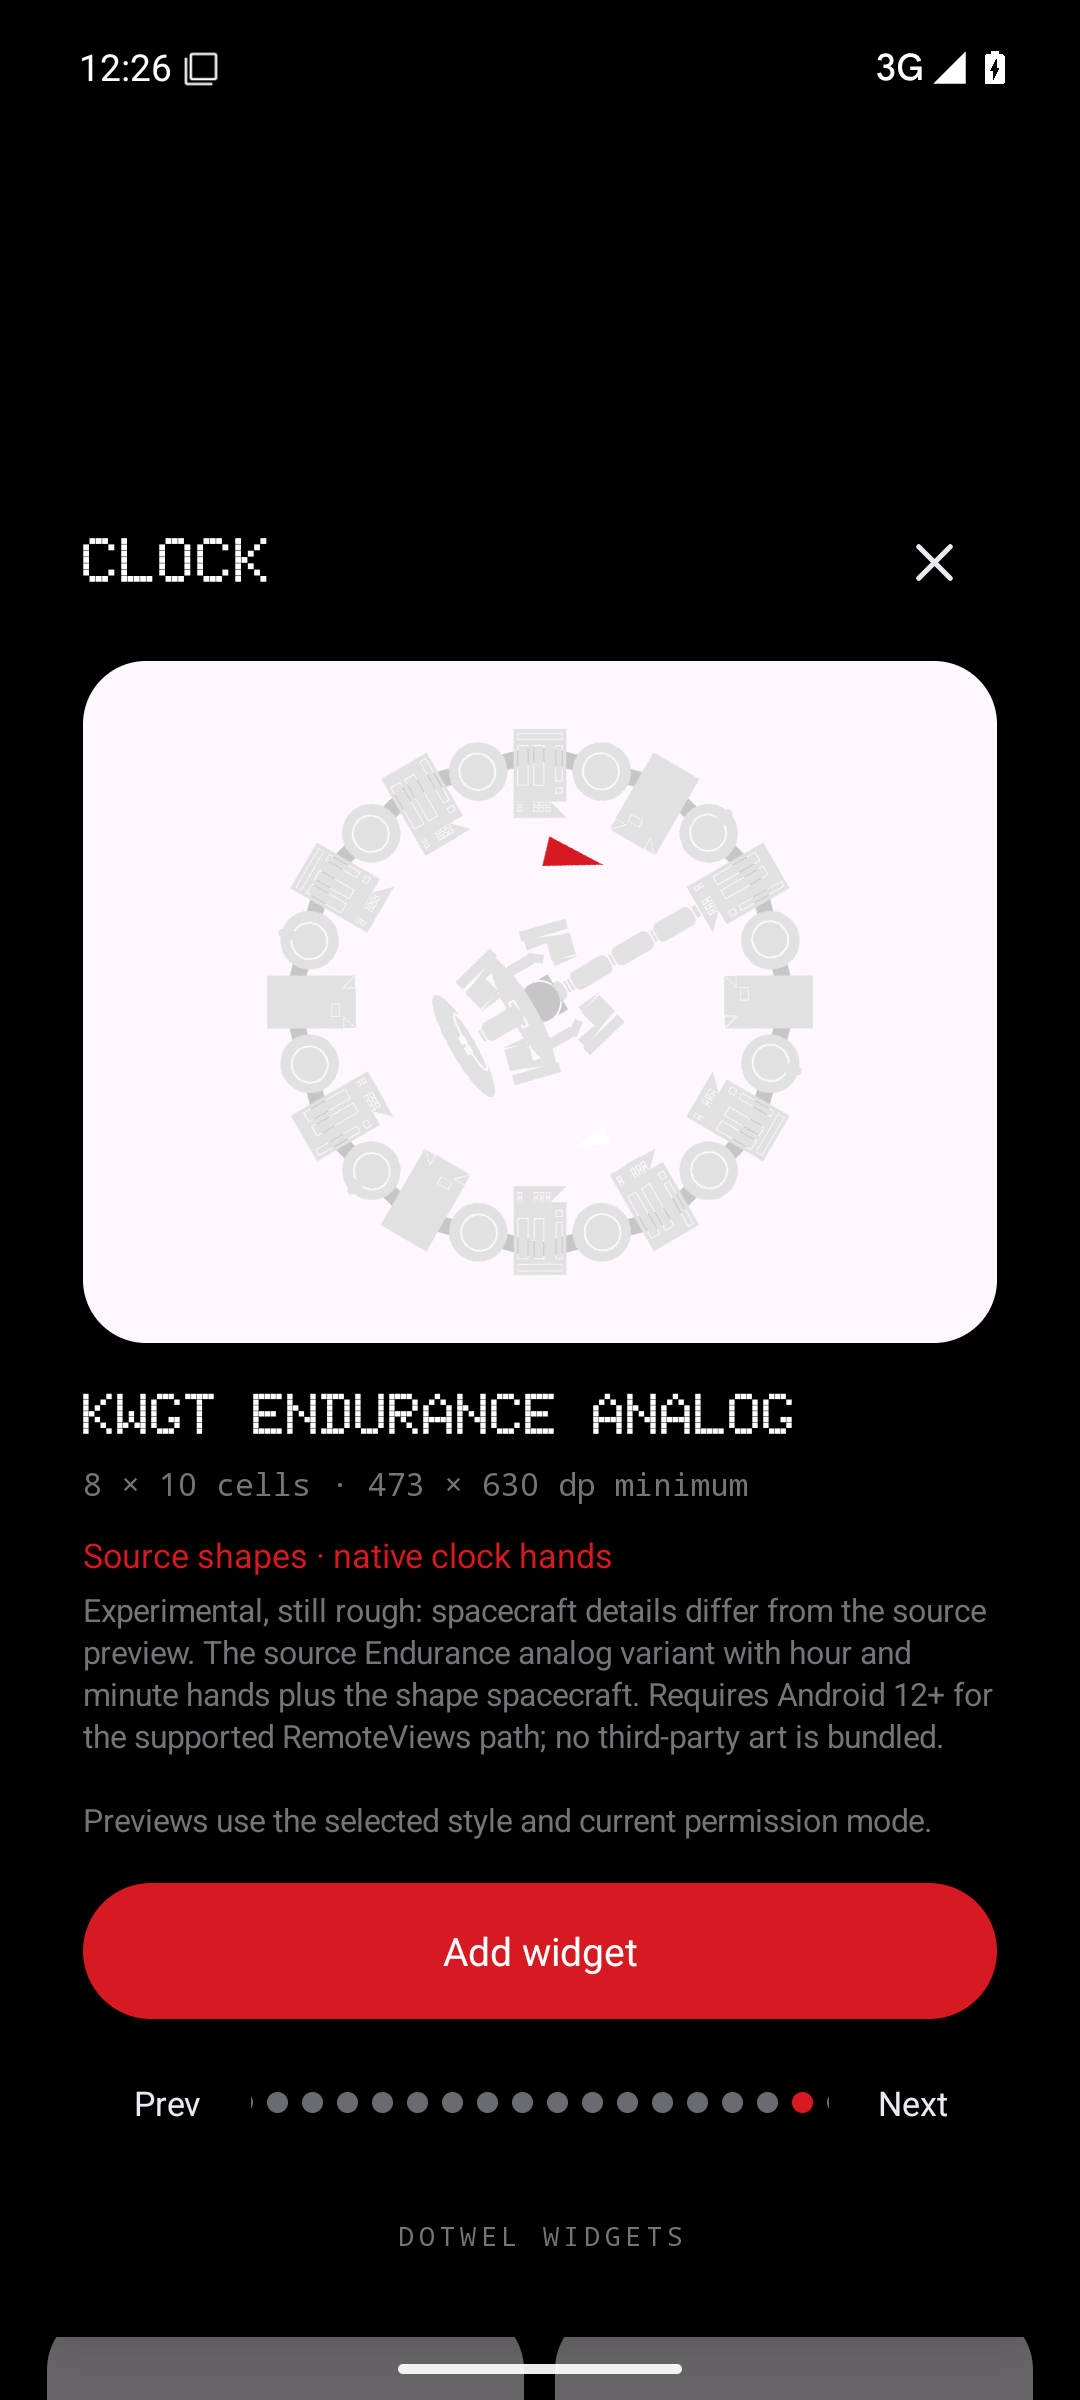 12:26
3G
CLOCK
KWGT ENDURANCE ANALOG
8 × 10 cells · 473 × 630 dp minimum
Source shapes · native clock hands
Experimental, still rough: spacecraft details differ from the source
preview. The source Endurance analog variant with hour and
minute hands plus the shape spacecraft. Requires Android 12+ for
the supported RemoteViews path; no third-party art is bundled.
Previews use the selected style and current permission mode.
Add widget
Prev
Next
DOTWEL WIDGETS